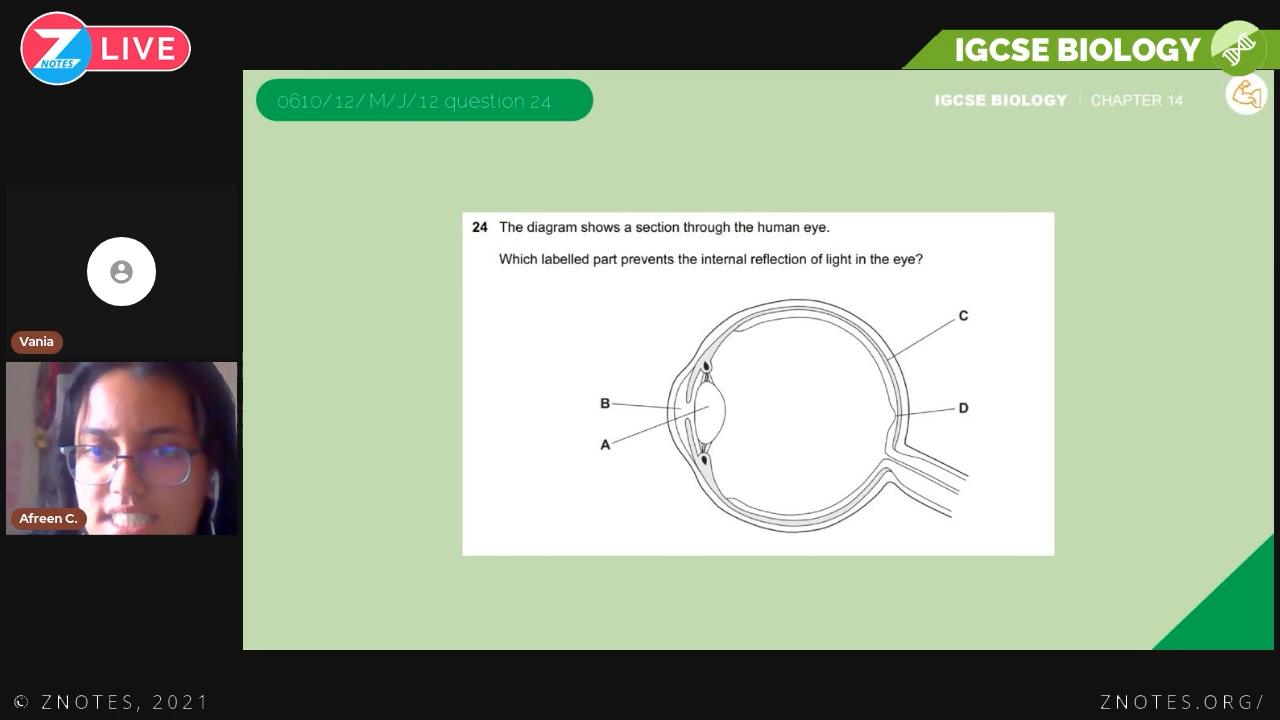 Z NOTES LIVE
IGCSE BIOLOGY
0610/12/M/J/12 question 24
IGCSE BIOLOGY | CHAPTER 14
24 The diagram shows a section through the human eye.
Which labelled part prevents the internal reflection of light in the eye?
C
B
D
A
Vania
Afreen C.
© ZNOTES, 2021
ZNOTES.ORG/